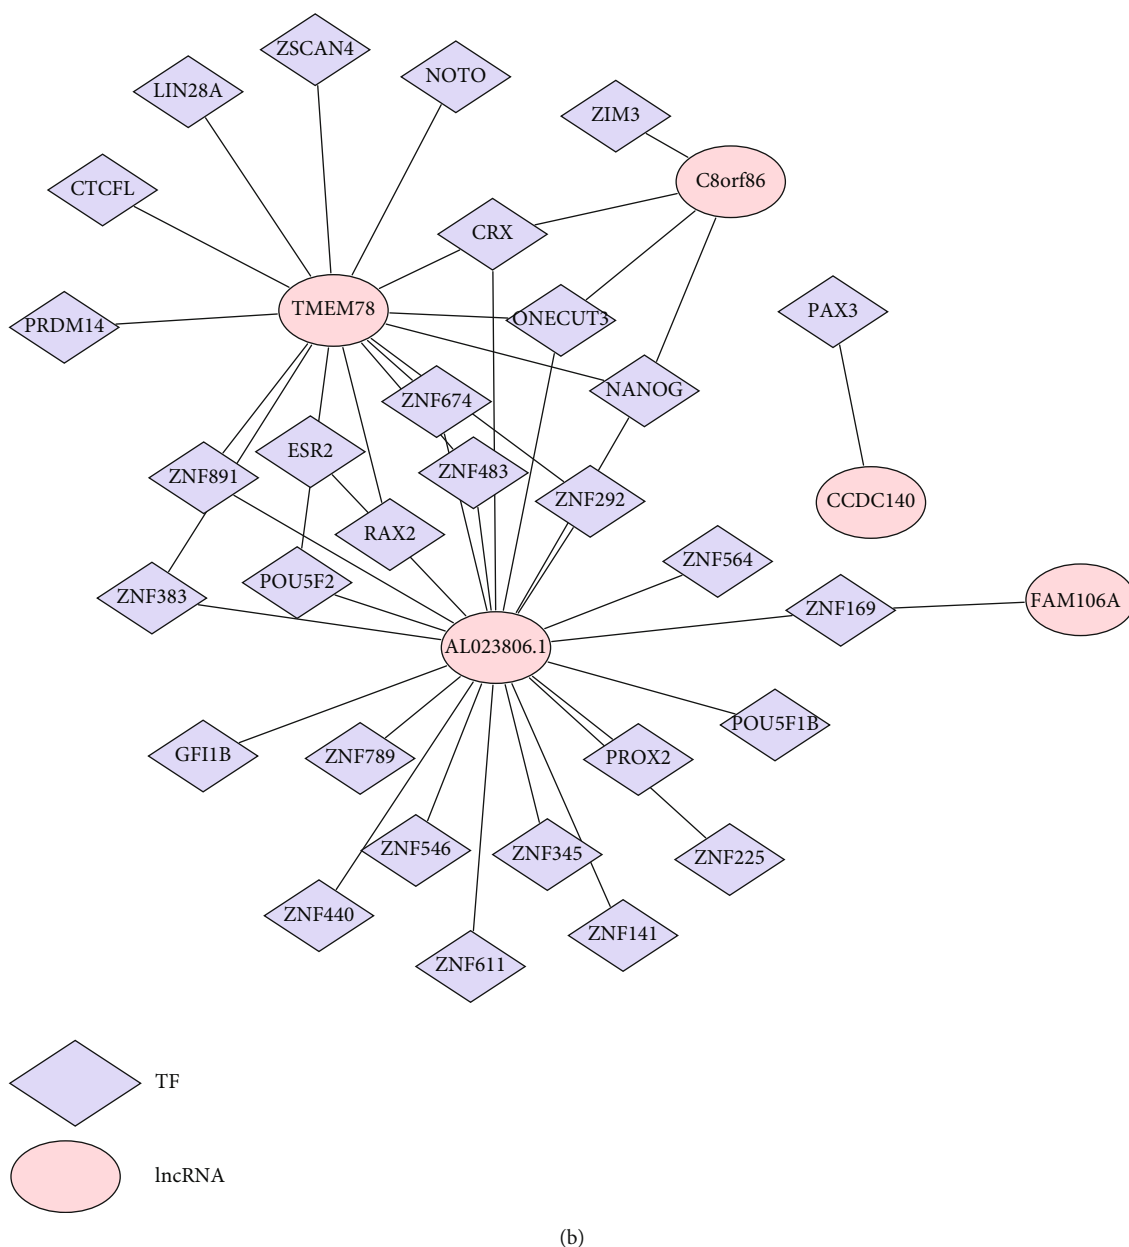 ZSCAN4
NOTO
LIN28A
ZIM3
C8orf86
CTCFL
CRX
TMEM78
PAX3
ONECUT3
PRDM14
NANOG
ZNF674
ESR2
ZNF483
ZNF891
ZNF292
CCDC140
RAX2
ZNF564
POU5F2
ZNF383
ZNF169
FAM106A
AL023806.1
POU5F1B
GFI1B
ZNF789
PROX2
ZNF546
ZNF345
ZNF225
ZNF440
ZNF141
ZNF611
TF
lncRNA
(b)